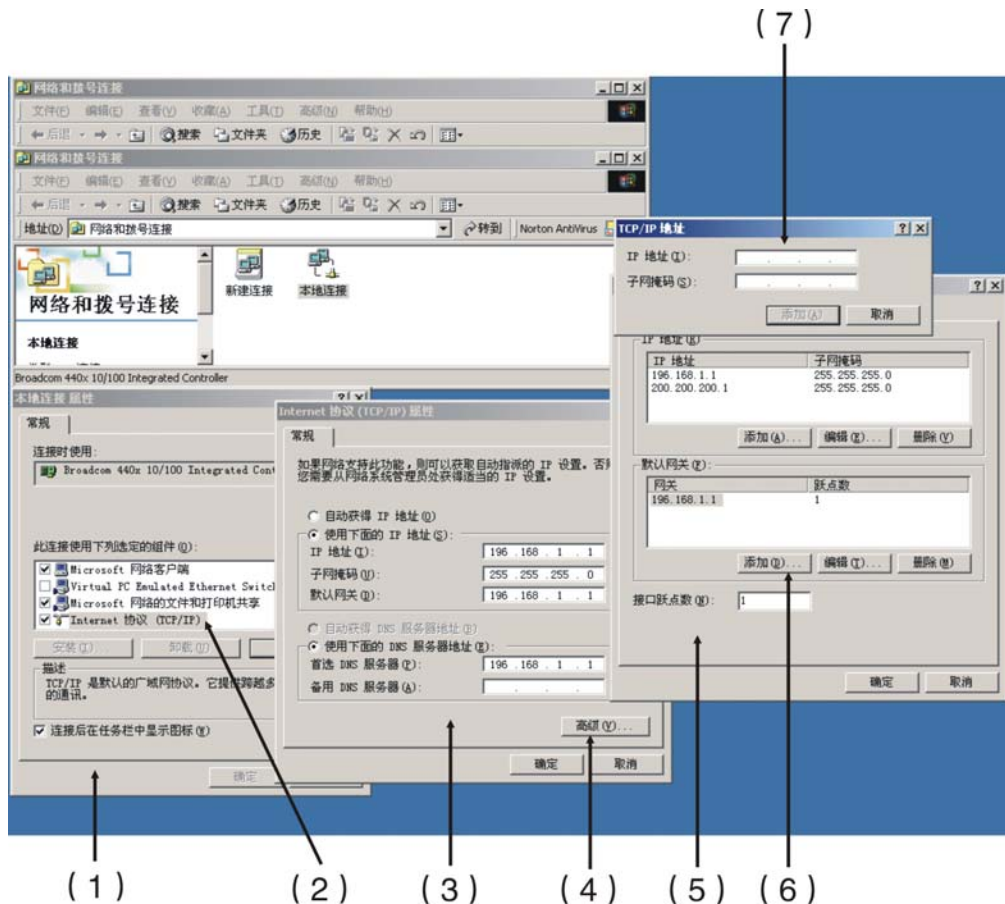 (7)
网络和拨号连接
文件(F) 编辑(E) 查看(V) 收藏(A) 工具(T) 高级(N) 帮助(H)
后退 搜索 文件夹 历史
网络和拨号连接
文件(F) 编辑(E) 查看(V) 收藏(A) 工具(T) 高级(N) 帮助(H)
后退 搜索 文件夹 历史
地址(D) 网络和拨号连接 转到 Norton AntiVirus
网络和拨号连接
本地连接
新建连接 本地连接
Broadcom 440x 10/100 Integrated Controller
TCP/IP 地址
IP 地址(I):
子网掩码(S):
添加(A) 取消
IP 地址(R)
IP 地址 子网掩码
196.168.1.1 255.255.255.0
200.200.200.1 255.255.255.0
添加(A)... 编辑(E)... 删除(V)
默认网关(F):
网关 跃点数
196.168.1.1 1
添加(D)... 编辑(T)... 删除(M)
接口跃点数(N): 1
确定 取消
本地连接 属性
常规
连接时使用:
Broadcom 440x 10/100 Integrated Cont
此连接使用下列选定的组件(O):
Microsoft 网络客户端
Virtual PC Emulated Ethernet Switc
Microsoft 网络的文件和打印机共享
Internet 协议 (TCP/IP)
安装(I)... 卸载(U)
描述
TCP/IP 是默认的广域网协议。它提供跨越多
的通讯。
连接后在任务栏中显示图标(W)
确定
Internet 协议 (TCP/IP) 属性
常规
如果网络支持此功能，则可以获取自动指派的 IP 设置。否则
您需要从网络系统管理员处获得适当的 IP 设置。
自动获得 IP 地址(O)
使用下面的 IP 地址(S):
IP 地址(I): 196 .168 . 1 . 1
子网掩码(U): 255 .255 .255 . 0
默认网关(D): 196 .168 . 1 . 1
自动获得 DNS 服务器地址(B)
使用下面的 DNS 服务器地址(E):
首选 DNS 服务器(P): 196 .168 . 1 . 1
备用 DNS 服务器(A):
高级(V)...
确定 取消
(1) (2) (3) (4) (5) (6)